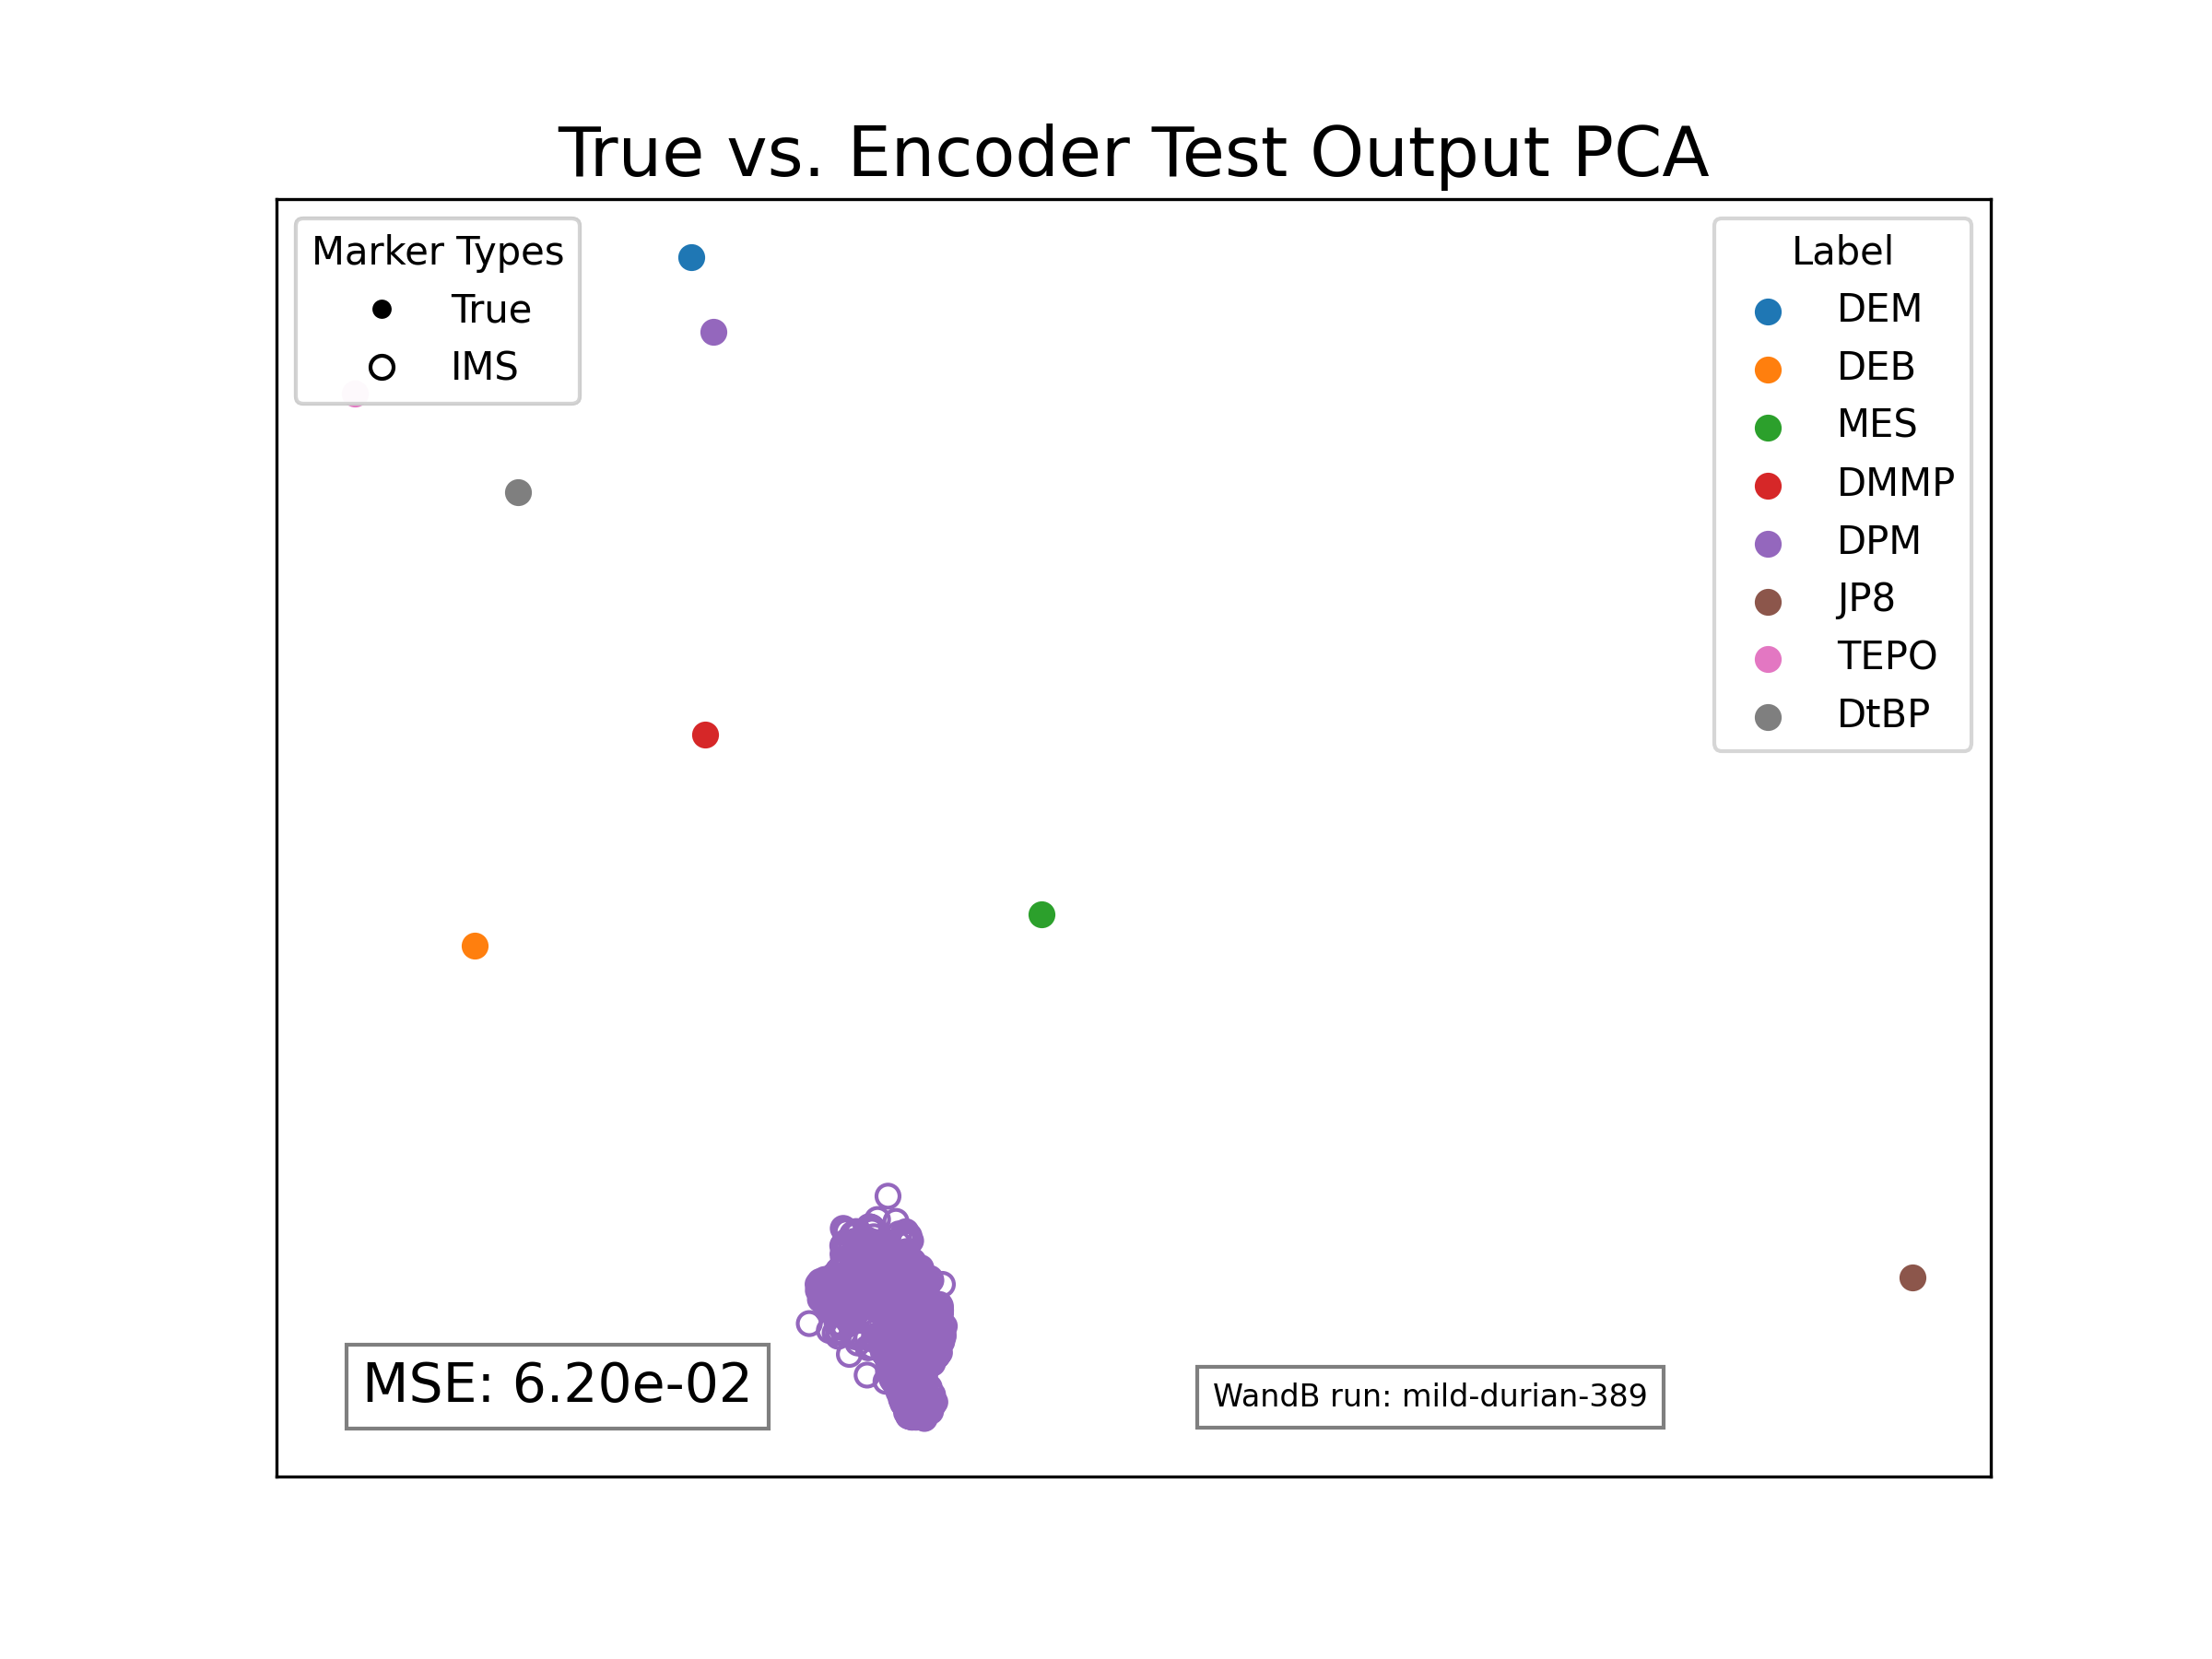 True vs. Encoder Test Output PCA
Marker Types
True
IMS
Label
DEM
DEB
MES
DMMP
DPM
JP8
TEPO
DtBP
MSE: 6.20e-02
WandB run: mild-durian-389